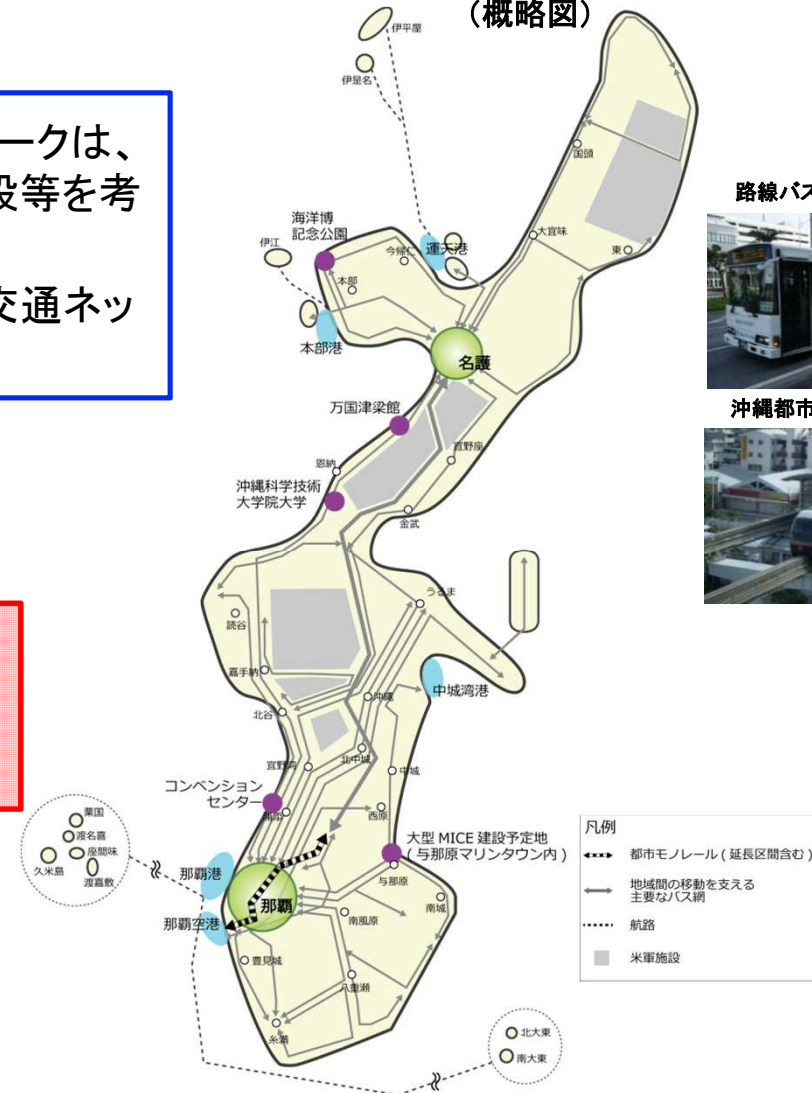 (概略図)
ークは、
設等を考
交通ネッ
路線バス
沖縄都市
伊平屋
伊是名
国頭
海洋博
記念公園
伊江
今帰仁
運天港
大宜味
東
本部
本部港
名護
万国津梁館
宜野座
恩納
沖縄科学技術
大学院大学
金武
うるま
読谷
嘉手納
中城湾港
沖縄
北谷
北中城
宜野湾
中城
コンベンション
センター
浦添
西原
大型 MICE 建設予定地
(与那原マリンタウン内)
与那原
粟国
渡名喜
座間味
久米島
渡嘉敷
那覇港
那覇
那覇空港
南風原
南城
豊見城
八重瀬
糸満
北大東
南大東
凡例
都市モノレール ( 延長区間含む )
地域間の移動を支える
主要なバス網
航路
米軍施設